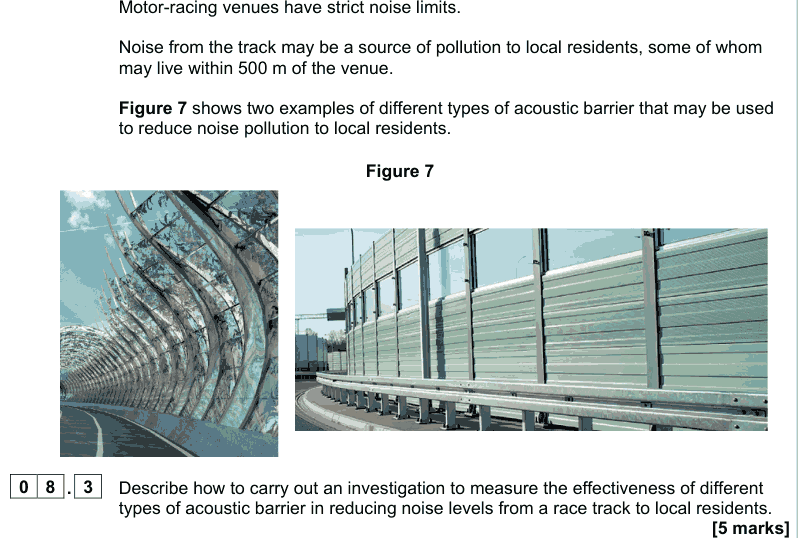 Motor-racing venues have strict noise limits.
Noise from the track may be a source of pollution to local residents, some of whom
may live within 500 m of the venue.
Figure 7 shows two examples of different types of acoustic barrier that may be used
to reduce noise pollution to local residents.
Figure 7
0 8 . 3 Describe how to carry out an investigation to measure the effectiveness of different
types of acoustic barrier in reducing noise levels from a race track to local residents.
[5 marks]